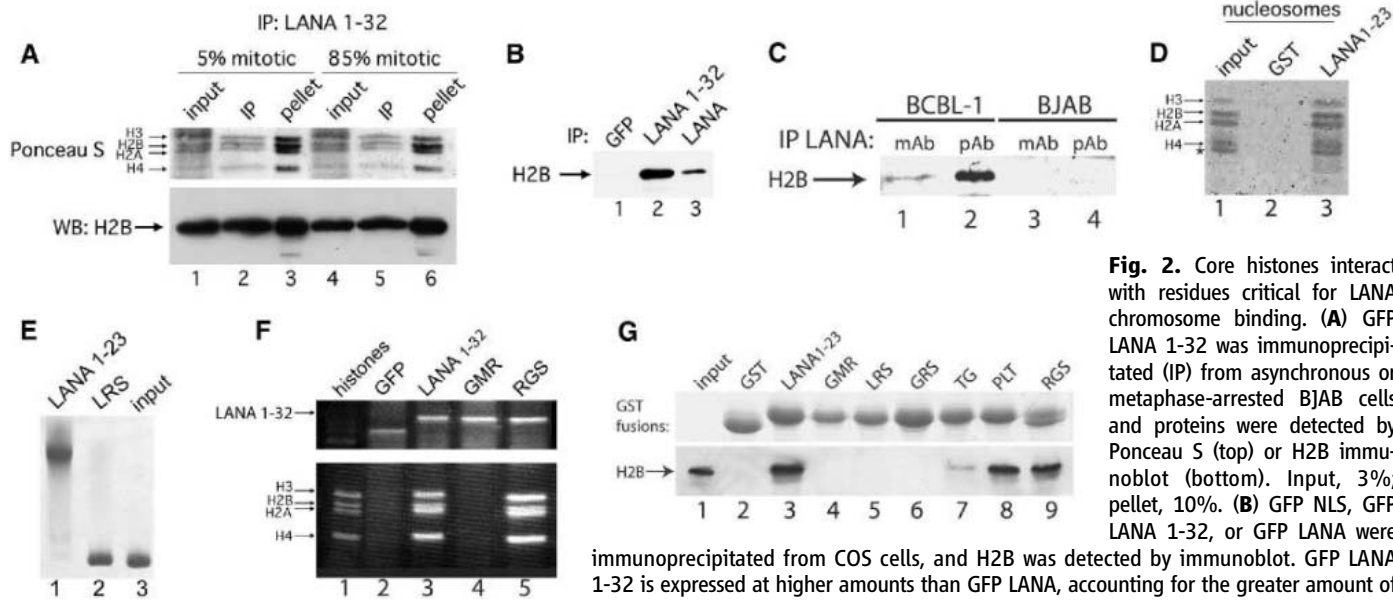 IP: LANA 1-32
A
5% mitotic 85% mitotic
input IP pellet input IP pellet
Ponceau S
H3
H2B
H2A
H4
WB: H2B
1 2 3 4 5 6
B
IP: GFP LANA 1-32 LANA
H2B
1 2 3
C
BCBL-1 BJAB
IP LANA: mAb pAb mAb pAb
H2B
1 2 3 4
nucleosomes
D
input GST LANA1-23
H3
H2B
H2A
H4
*
1 2 3
E
LANA 1-23 LRS input
1 2 3
F
histones GFP LANA 1-32 GMR RGS
LANA 1-32
H3
H2B
H2A
H4
1 2 3 4 5
G
input GST LANA1-23 GMR LRS GRS TG PLT RGS
GST
fusions:
H2B
1 2 3 4 5 6 7 8 9
Fig. 2. Core histones interact
with residues critical for LANA
chromosome binding. (A) GFP
LANA 1-32 was immunoprecipi-
tated (IP) from asynchronous or
metaphase-arrested BJAB cells
and proteins were detected by
Ponceau S (top) or H2B immu-
noblot (bottom). Input, 3%;
pellet, 10%. (B) GFP NLS, GFP
LANA 1-32, or GFP LANA were
immunoprecipitated from COS cells, and H2B was detected by immunoblot. GFP LANA
1-32 is expressed at higher amounts than GFP LANA, accounting for the greater amount of